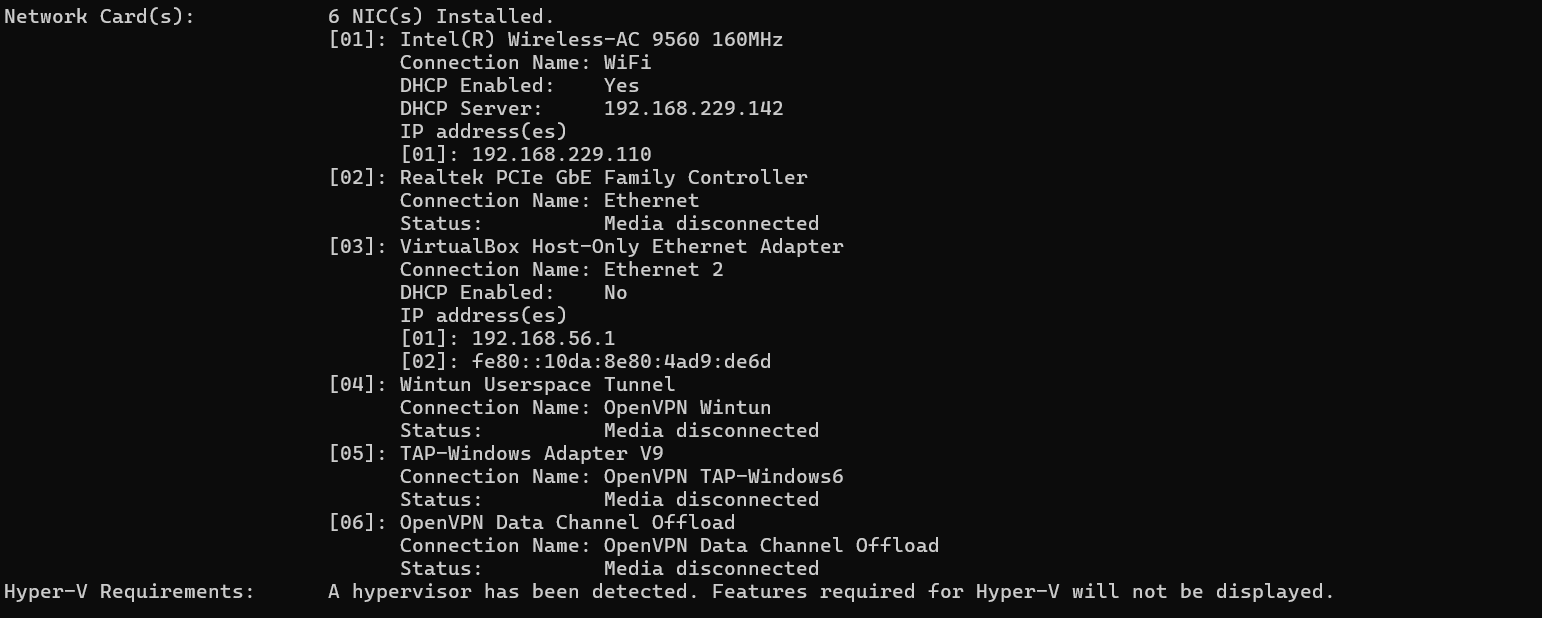 Network Card(s):           6 NIC(s) Installed.
                           [01]: Intel(R) Wireless-AC 9560 160MHz
                                 Connection Name: WiFi
                                 DHCP Enabled:    Yes
                                 DHCP Server:     192.168.229.142
                                 IP address(es)
                                 [01]: 192.168.229.110
                           [02]: Realtek PCIe GbE Family Controller
                                 Connection Name: Ethernet
                                 Status:          Media disconnected
                           [03]: VirtualBox Host-Only Ethernet Adapter
                                 Connection Name: Ethernet 2
                                 DHCP Enabled:    No
                                 IP address(es)
                                 [01]: 192.168.56.1
                                 [02]: fe80::10da:8e80:4ad9:de6d
                           [04]: Wintun Userspace Tunnel
                                 Connection Name: OpenVPN Wintun
                                 Status:          Media disconnected
                           [05]: TAP-Windows Adapter V9
                                 Connection Name: OpenVPN TAP-Windows6
                                 Status:          Media disconnected
                           [06]: OpenVPN Data Channel Offload
                                 Connection Name: OpenVPN Data Channel Offload
                                 Status:          Media disconnected
Hyper-V Requirements:      A hypervisor has been detected. Features required for Hyper-V will not be displayed.